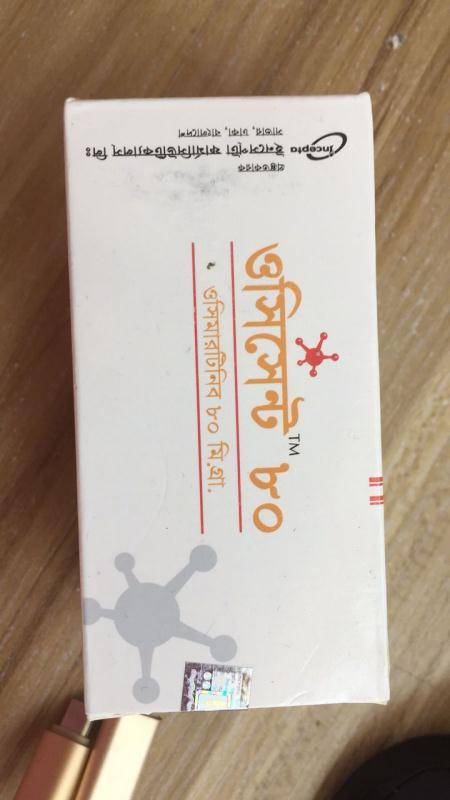 ওসিসেন্ট™ ৮০
ওসিমারটিনিব ৮০ মি.গ্রা.
প্রস্তুতকারক
incepta ইনসেপ্‌টা ফার্মাসিউটিক্যালস্ লিঃ
সাভার, ঢাকা, বাংলাদেশ